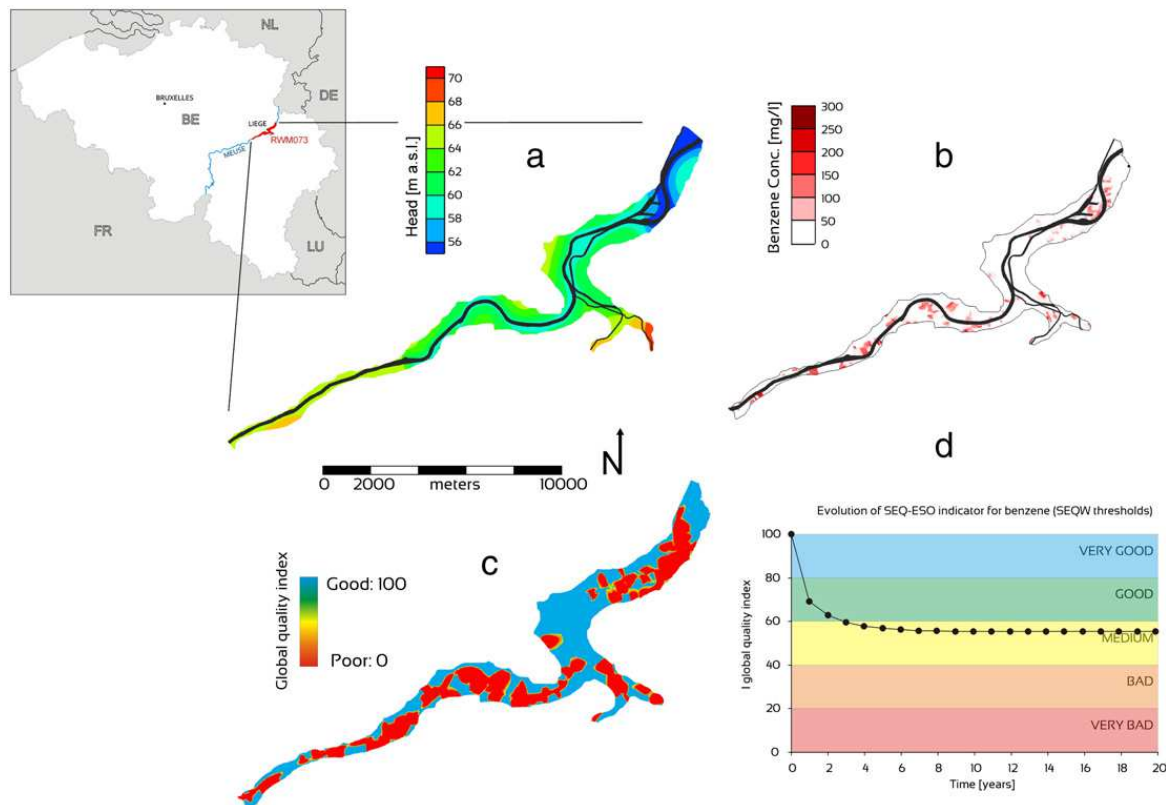 NL
BRUXELLES
DE
BE
LIEGE
RWM073
MEUSE
FR
LU
a
Head [m a.s.l.]
70
68
66
64
62
60
58
56
b
Benzene Conc. [mg/l]
300
250
200
150
100
50
0
N
0 2000 meters 10000
c
Global quality index
Good: 100
Poor: 0
d
Evolution of SEQ-ESO indicator for benzene (SEQW thresholds)
I global quality index
100
80
60
40
20
0
VERY GOOD
GOOD
MEDIUM
BAD
VERY BAD
0 2 4 6 8 10 12 14 16 18 20
Time [years]